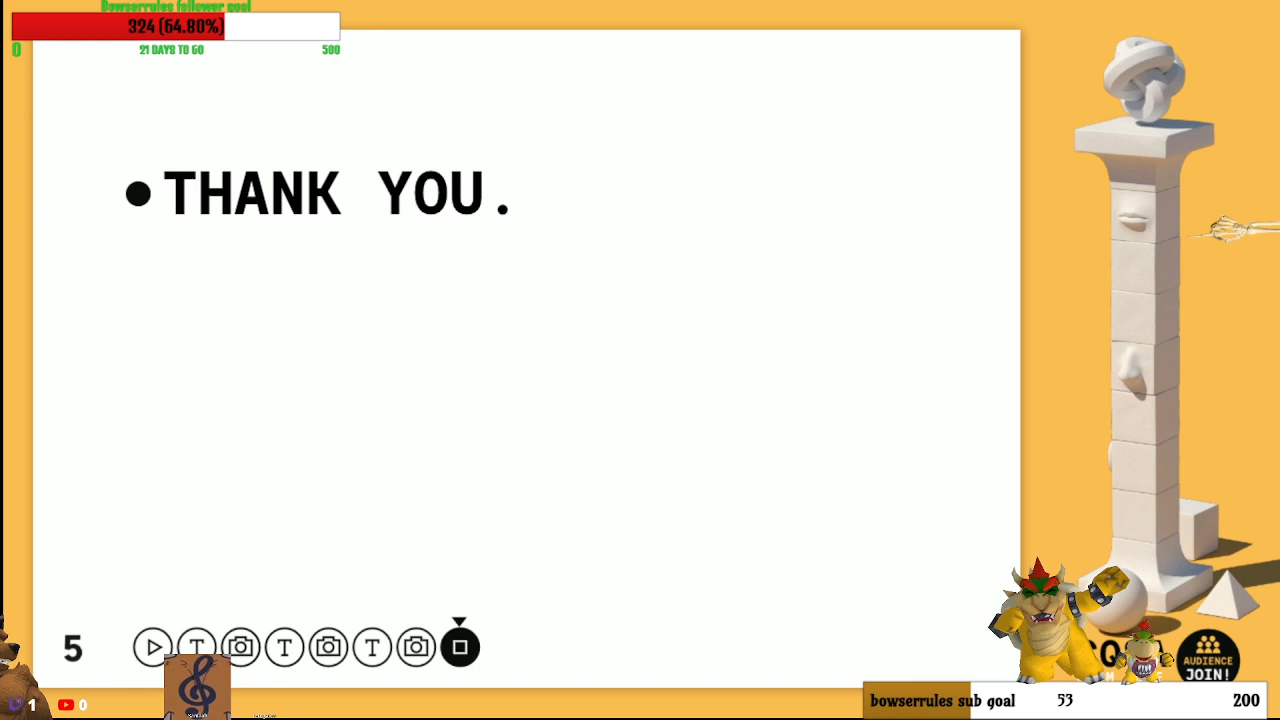 Bowserrules follower goal
324 (64.80%)
0
21 DAYS TO GO
500
THANK YOU.
5
T
T
T
AUDIENCE
JOIN!
1
0
bowserrules sub goal
53
200